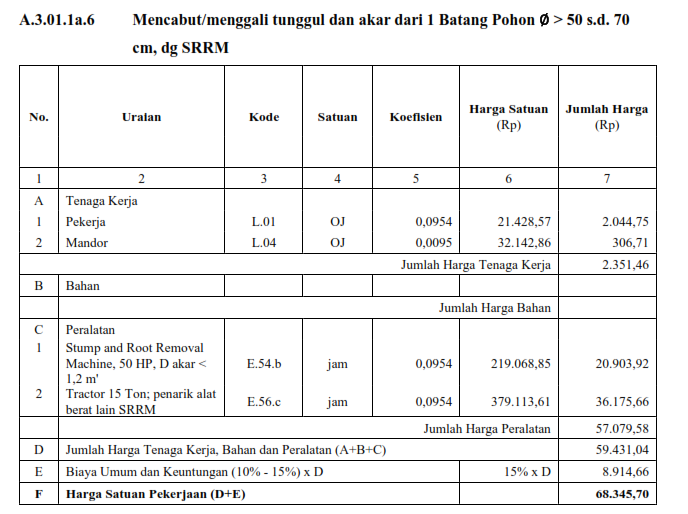 A.3.01.1a.6 Mencabut/menggali tunggul dan akar dari 1 Batang Pohon Ø > 50 s.d. 70
cm, dg SRRM
No. Uraian Kode Satuan Koefisien Harga Satuan (Rp) Jumlah Harga (Rp)
1 2 3 4 5 6 7
A Tenaga Kerja
1 Pekerja L.01 OJ 0,0954 21.428,57 2.044,75
2 Mandor L.04 OJ 0,0095 32.142,86 306,71
Jumlah Harga Tenaga Kerja 2.351,46
B Bahan
Jumlah Harga Bahan
C Peralatan
1 Stump and Root Removal
Machine, 50 HP, D akar < E.54.b jam 0,0954 219.068,85 20.903,92
1,2 m'
2 Tractor 15 Ton; penarik alat
berat lain SRRM E.56.c jam 0,0954 379.113,61 36.175,66
Jumlah Harga Peralatan 57.079,58
D Jumlah Harga Tenaga Kerja, Bahan dan Peralatan (A+B+C) 59.431,04
E Biaya Umum dan Keuntungan (10% - 15%) x D 15% x D 8.914,66
F Harga Satuan Pekerjaan (D+E) 68.345,70